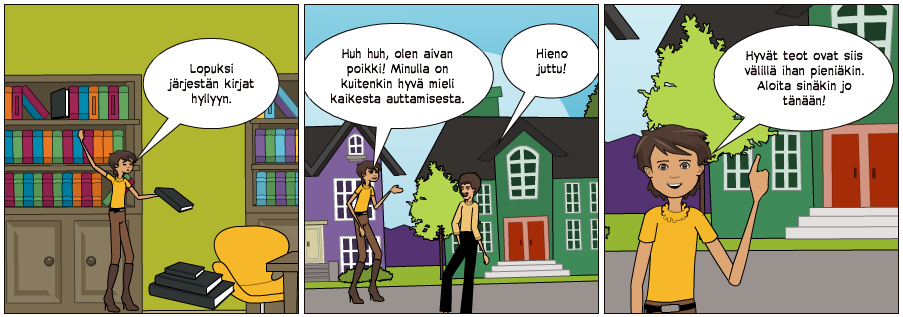 Lopuksi
järjestän kirjat
hyllyyn.
Huh huh, olen aivan
poikki! Minulla on
kuitenkin hyvä mieli
kaikesta auttamisesta.
Hieno
juttu!
Hyvät teot ovat siis
välillä ihan pieniäkin.
Aloita sinäkin jo
tänään!